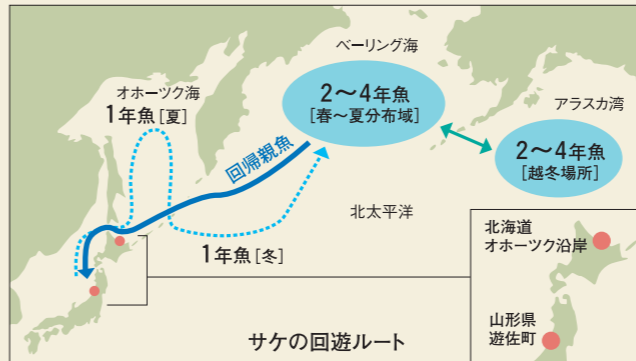 ベーリング海
2〜4年魚
[春〜夏分布域]
オホーツク海
1年魚[夏]
アラスカ湾
2〜4年魚
[越冬場所]
回帰親魚
北太平洋
1年魚[冬]
北海道
オホーツク沿岸
山形県
遊佐町
サケの回遊ルート